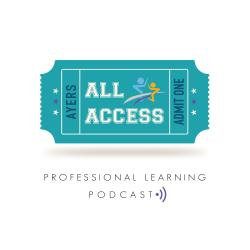 AYERS
ALL
ACCESS
ADMIT ONE
PROFESSIONAL LEARNING
PODCAST